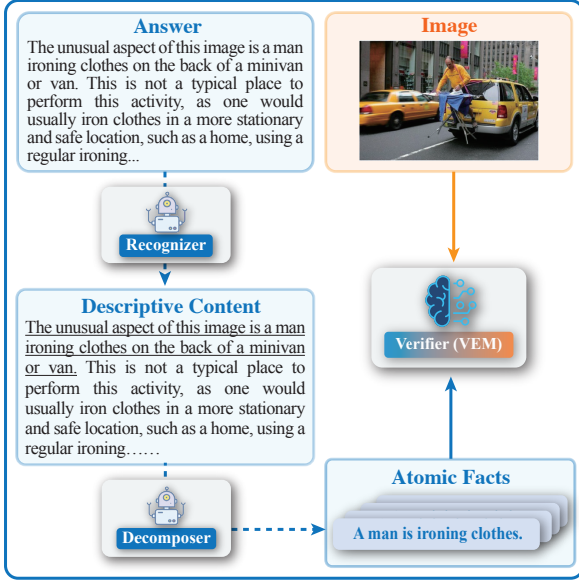 Answer
The unusual aspect of this image is a man
ironing clothes on the back of a minivan
or van. This is not a typical place to
perform this activity, as one would
usually iron clothes in a more stationary
and safe location, such as a home, using a
regular ironing...
Recognizer
Descriptive Content
The unusual aspect of this image is a man
ironing clothes on the back of a minivan
or van. This is not a typical place to
perform this activity, as one would
usually iron clothes in a more stationary
and safe location, such as a home, using a
regular ironing……
Decomposer
Image
Verifier (VEM)
Atomic Facts
A man is ironing clothes.